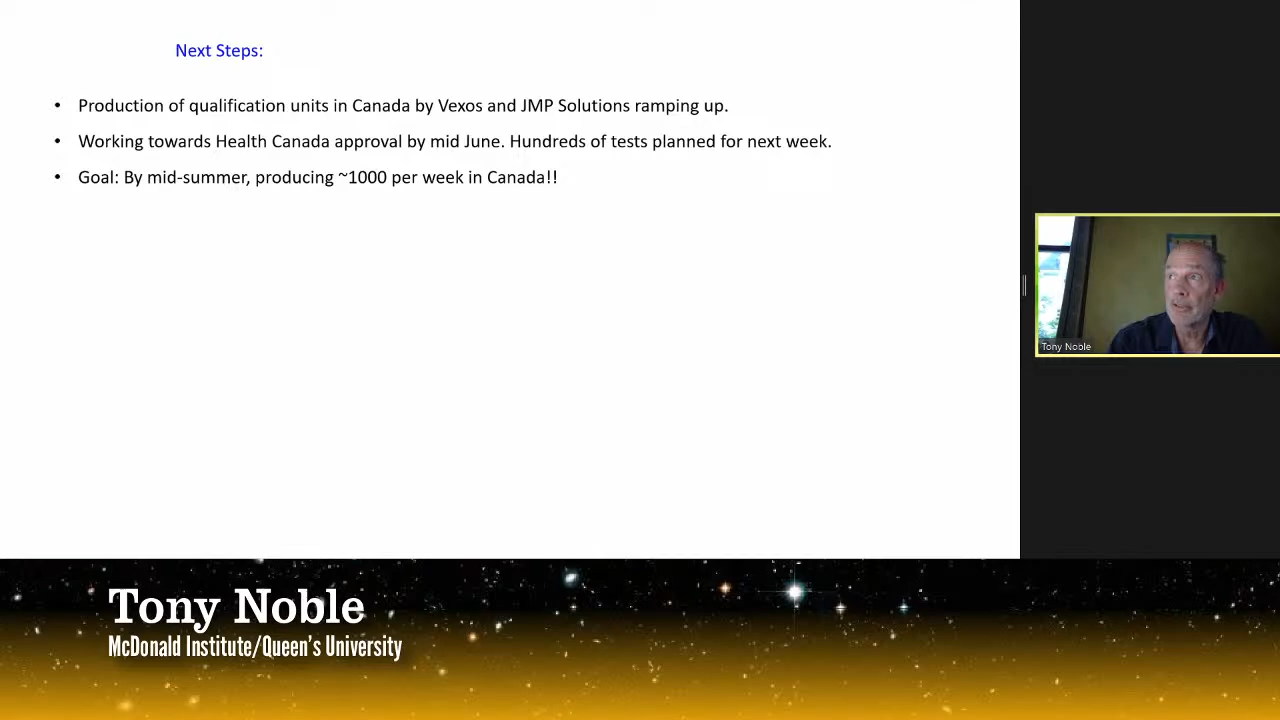 Next Steps:
• Production of qualification units in Canada by Vexos and JMP Solutions ramping up.
• Working towards Health Canada approval by mid June. Hundreds of tests planned for next week.
• Goal: By mid-summer, producing ~1000 per week in Canada!!
Tony Noble
Tony Noble
McDonald Institute/Queen's University